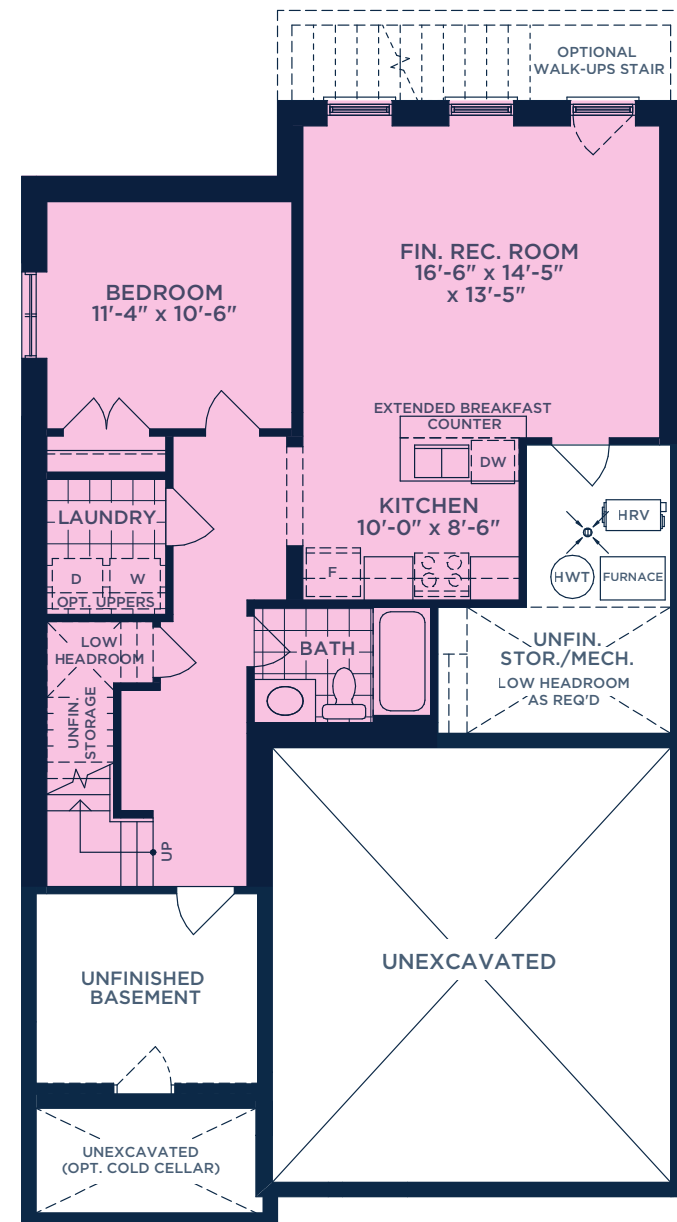 OPTIONAL
WALK-UPS STAIR
FIN. REC. ROOM
16'-6" x 14'-5"
x 13'-5"
BEDROOM
11'-4" x 10'-6"
EXTENDED BREAKFAST
COUNTER
DW
KITCHEN
10'-0" x 8'-6"
F
LAUNDRY
D
W
OPT. UPPERS
HRV
HWT
FURNACE
LOW
HEADROOM
BATH
UNFIN.
STOR./MECH.
LOW HEADROOM
AS REQ'D
UNFIN.
STORAGE
UP
UNEXCAVATED
UNFINISHED
BASEMENT
UNEXCAVATED
(OPT. COLD CELLAR)